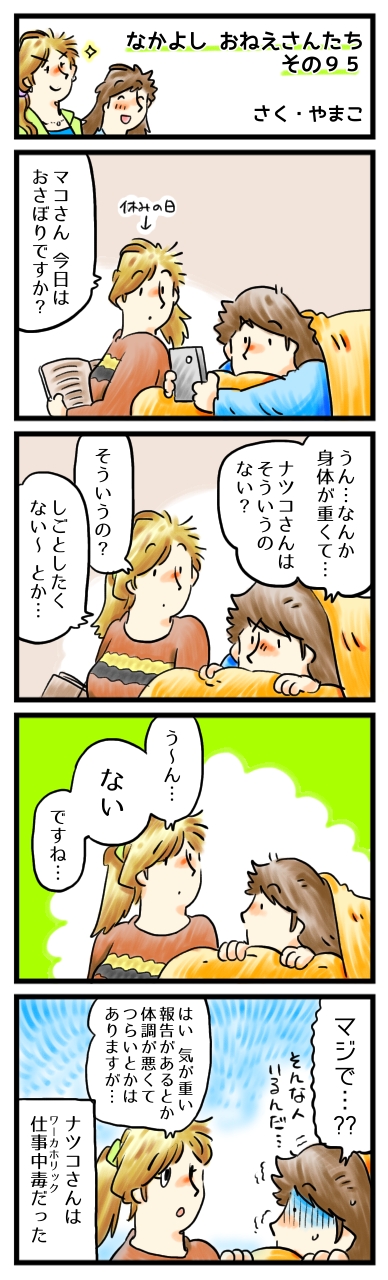 なかよし おねえさんたち
その９５
さく・やまこ
休みの日
マコさん 今日は
おさぼりですか？
うん…なんか
身体が重くて…
ナツコさんは
そういうの
ない？
そういうの？
しごとしたく
ない～とか…
う～ん…
ない
ですね…
マジで…??
そんな人
いるんだ…
はい 気が重い
報告があるとか
体調が悪くて
つらいとかは
ありますが…
ナツコさんは
ワーカホリック
仕事中毒だった